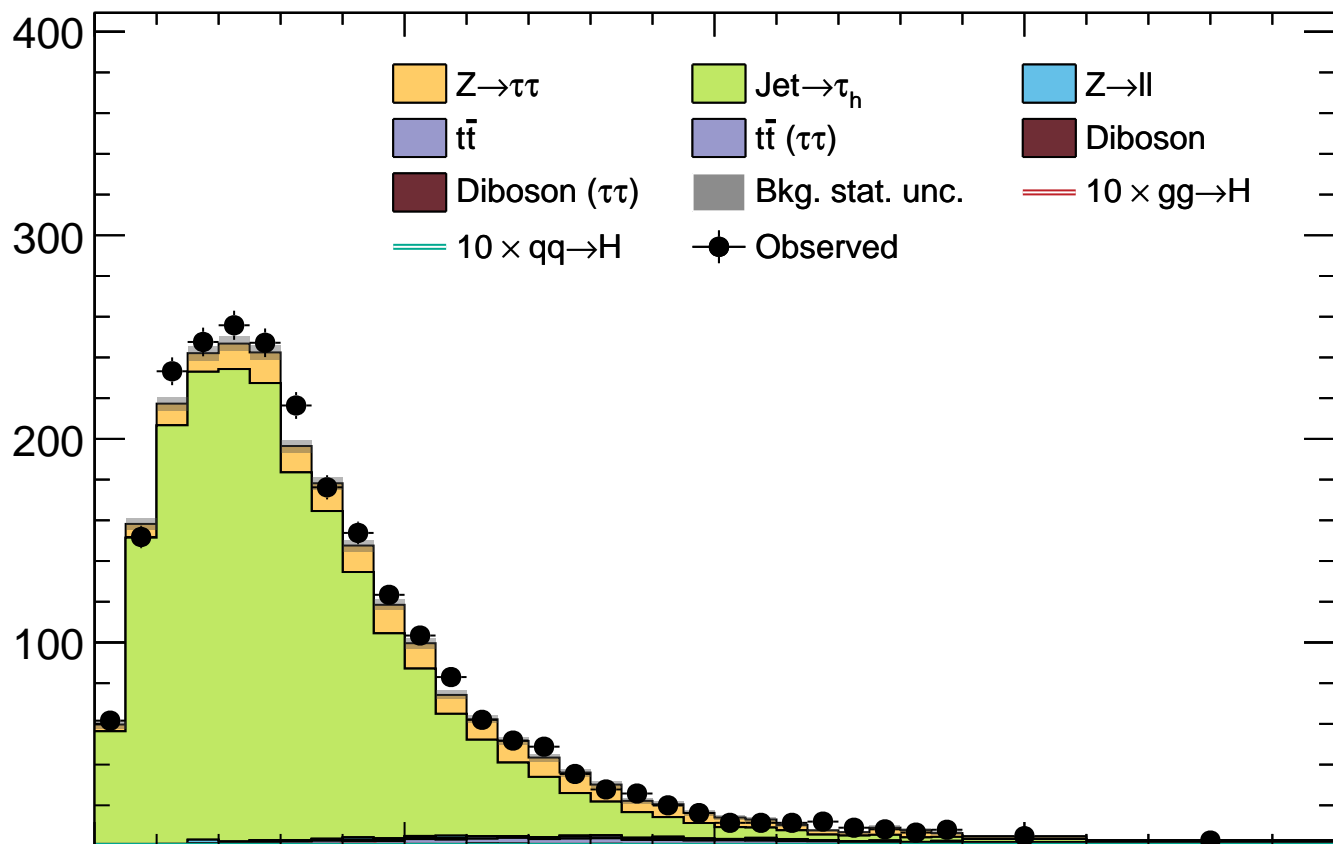 400
Z→ττ Jet→τh Z→ll
tt̄ tt̄ (ττ) Diboson
Diboson (ττ) Bkg. stat. unc. 10 × gg→H
300
10 × qq→H Observed
200
100